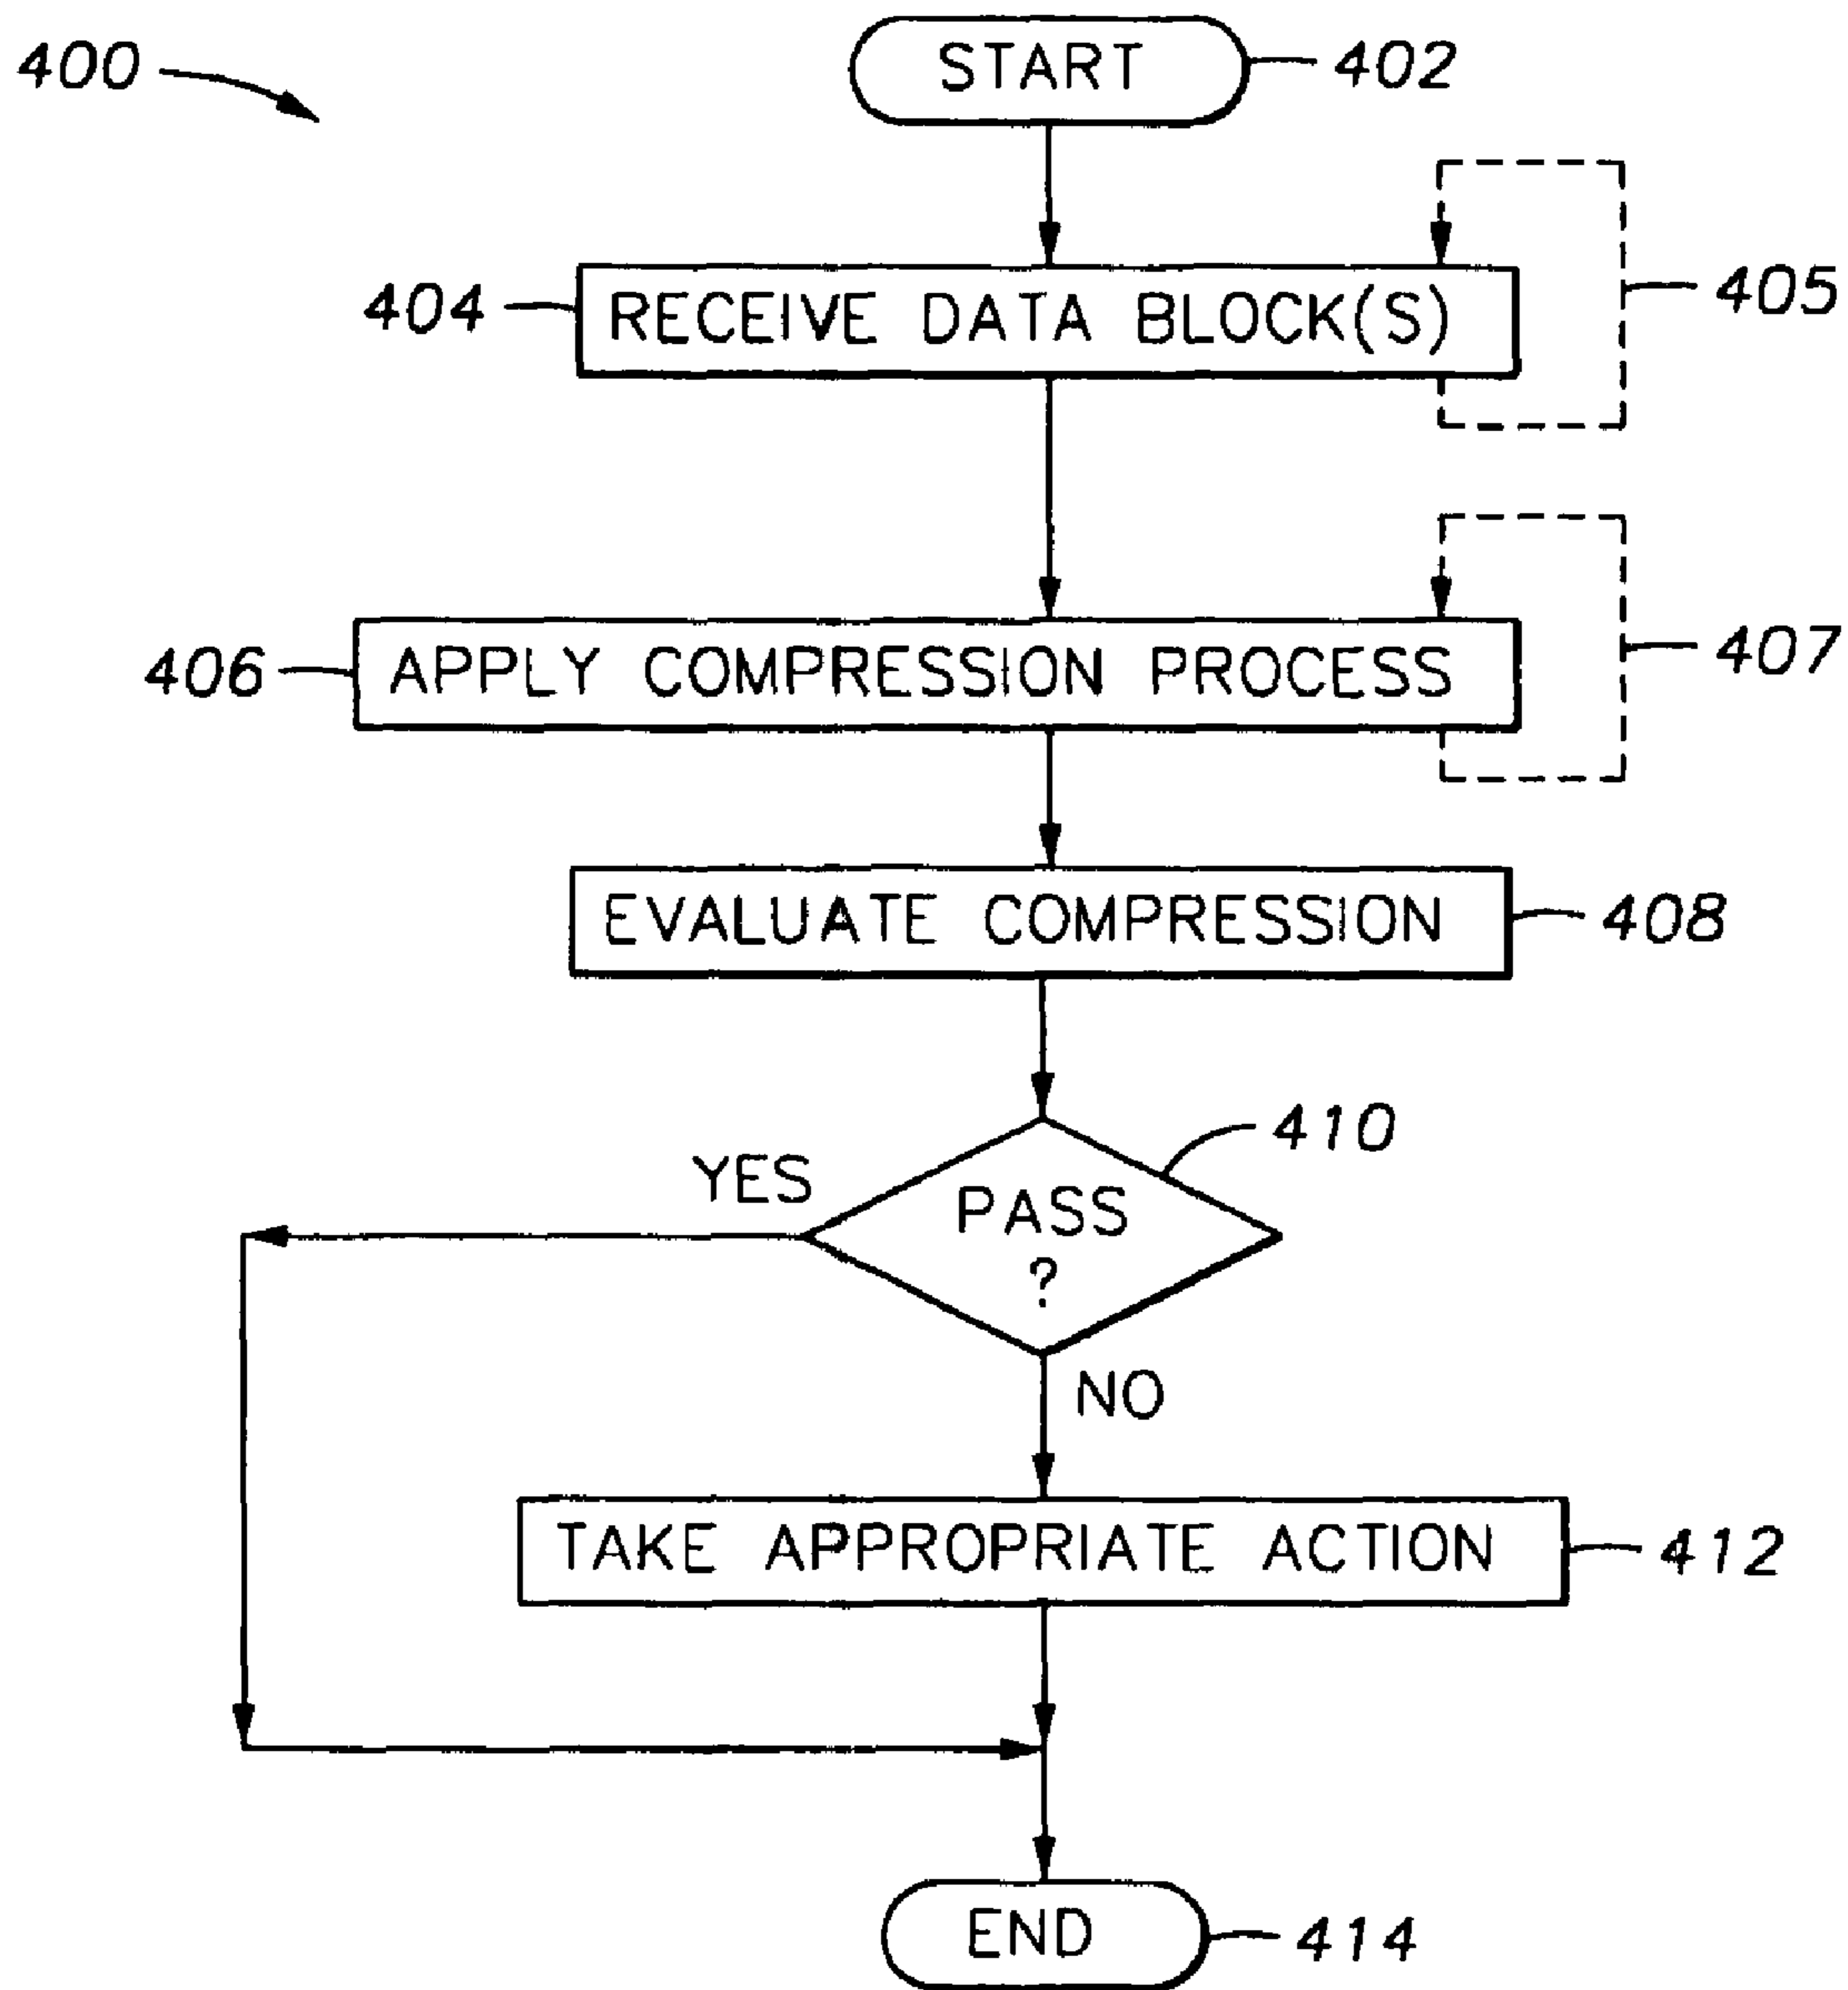 400
START
402
404
RECEIVE DATA BLOCK(S)
405
406
APPLY COMPRESSION PROCESS
407
EVALUATE COMPRESSION
408
410
YES
PASS
?
NO
TAKE APPROPRIATE ACTION
412
END
414